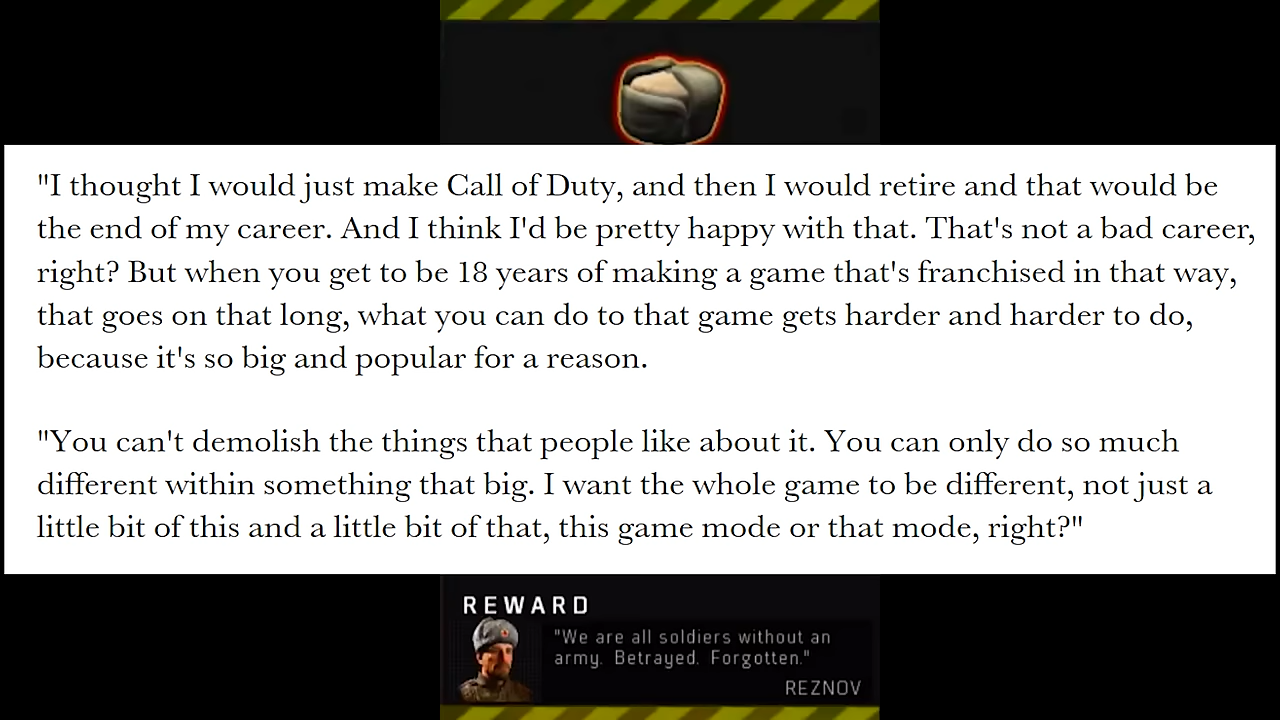 "I thought I would just make Call of Duty, and then I would retire and that would be
the end of my career. And I think I'd be pretty happy with that. That's not a bad career,
right? But when you get to be 18 years of making a game that's franchised in that way,
that goes on that long, what you can do to that game gets harder and harder to do,
because it's so big and popular for a reason.
"You can't demolish the things that people like about it. You can only do so much
different within something that big. I want the whole game to be different, not just a
little bit of this and a little bit of that, this game mode or that mode, right?"
REWARD
"We are all soldiers without an
army. Betrayed. Forgotten."
REZNOV